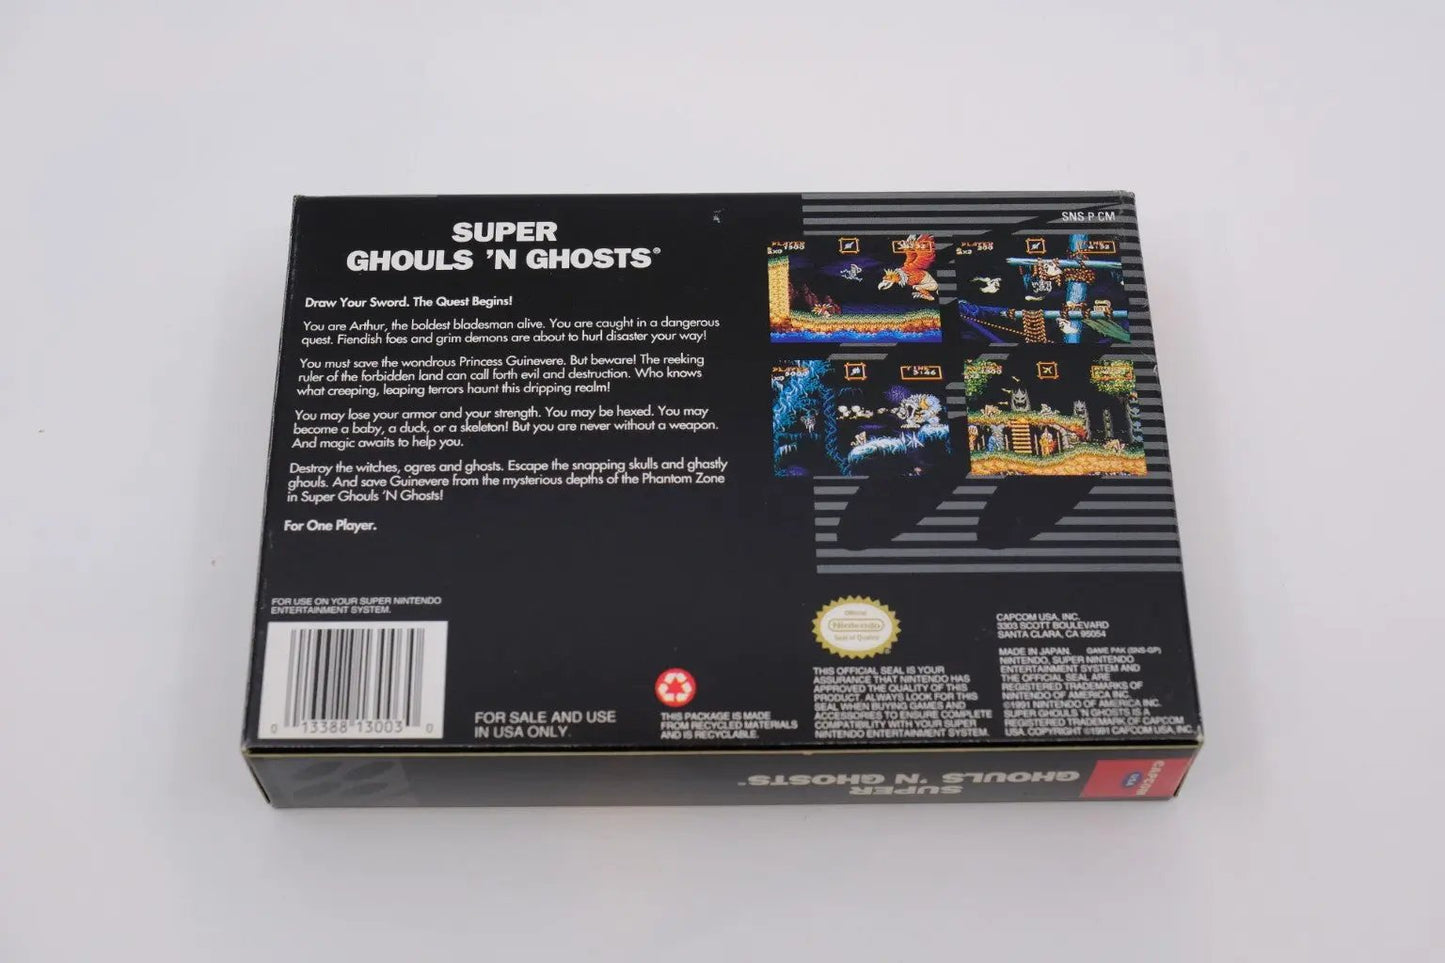 SUPER
GHOULS 'N GHOSTS®
Draw Your Sword. The Quest Begins!
You are Arthur, the boldest bladesman alive. You are caught in a dangerous
quest. Fiendish foes and grim demons are about to hurl disaster your way!
You must save the wondrous Princess Guinevere. But beware! The reeking
ruler of the forbidden land can call forth evil and destruction. Who knows
what creeping, leaping terrors haunt this dripping realm!
You may lose your armor and your strength. You may be hexed. You may
become a baby, a duck, or a skeleton! But you are never without a weapon.
And magic awaits to help you.
Destroy the witches, ogres and ghosts. Escape the snapping skulls and ghastly
ghouls. And save Guinevere from the mysterious depths of the Phantom Zone
in Super Ghouls 'N Ghosts!
For One Player.
SNS P CM
FOR USE ON YOUR SUPER NINTENDO
ENTERTAINMENT SYSTEM.
0 13388 13003 0
FOR SALE AND USE
IN USA ONLY.
THIS PACKAGE IS MADE
FROM RECYCLED MATERIALS
AND IS RECYCLABLE.
Official
Nintendo
Seal of Quality
THIS OFFICIAL SEAL IS YOUR
ASSURANCE THAT NINTENDO HAS
APPROVED THE QUALITY OF THIS
PRODUCT. ALWAYS LOOK FOR THIS
SEAL WHEN BUYING GAMES AND
ACCESSORIES TO ENSURE COMPLETE
COMPATIBILITY WITH YOUR SUPER
NINTENDO ENTERTAINMENT SYSTEM.
CAPCOM USA, INC.
3303 SCOTT BOULEVARD
SANTA CLARA, CA 95054
MADE IN JAPAN. GAME PAK (SNS-GP)
NINTENDO, SUPER NINTENDO
ENTERTAINMENT SYSTEM AND
THE OFFICIAL SEAL ARE
REGISTERED TRADEMARKS OF
NINTENDO OF AMERICA INC.
©1991 NINTENDO OF AMERICA INC.
SUPER GHOULS 'N GHOSTS IS A
REGISTERED TRADEMARK OF CAPCOM
USA. COPYRIGHT ©1991 CAPCOM USA, INC.
SUPER
GHOULS 'N GHOSTS®
CAPCOM
USA